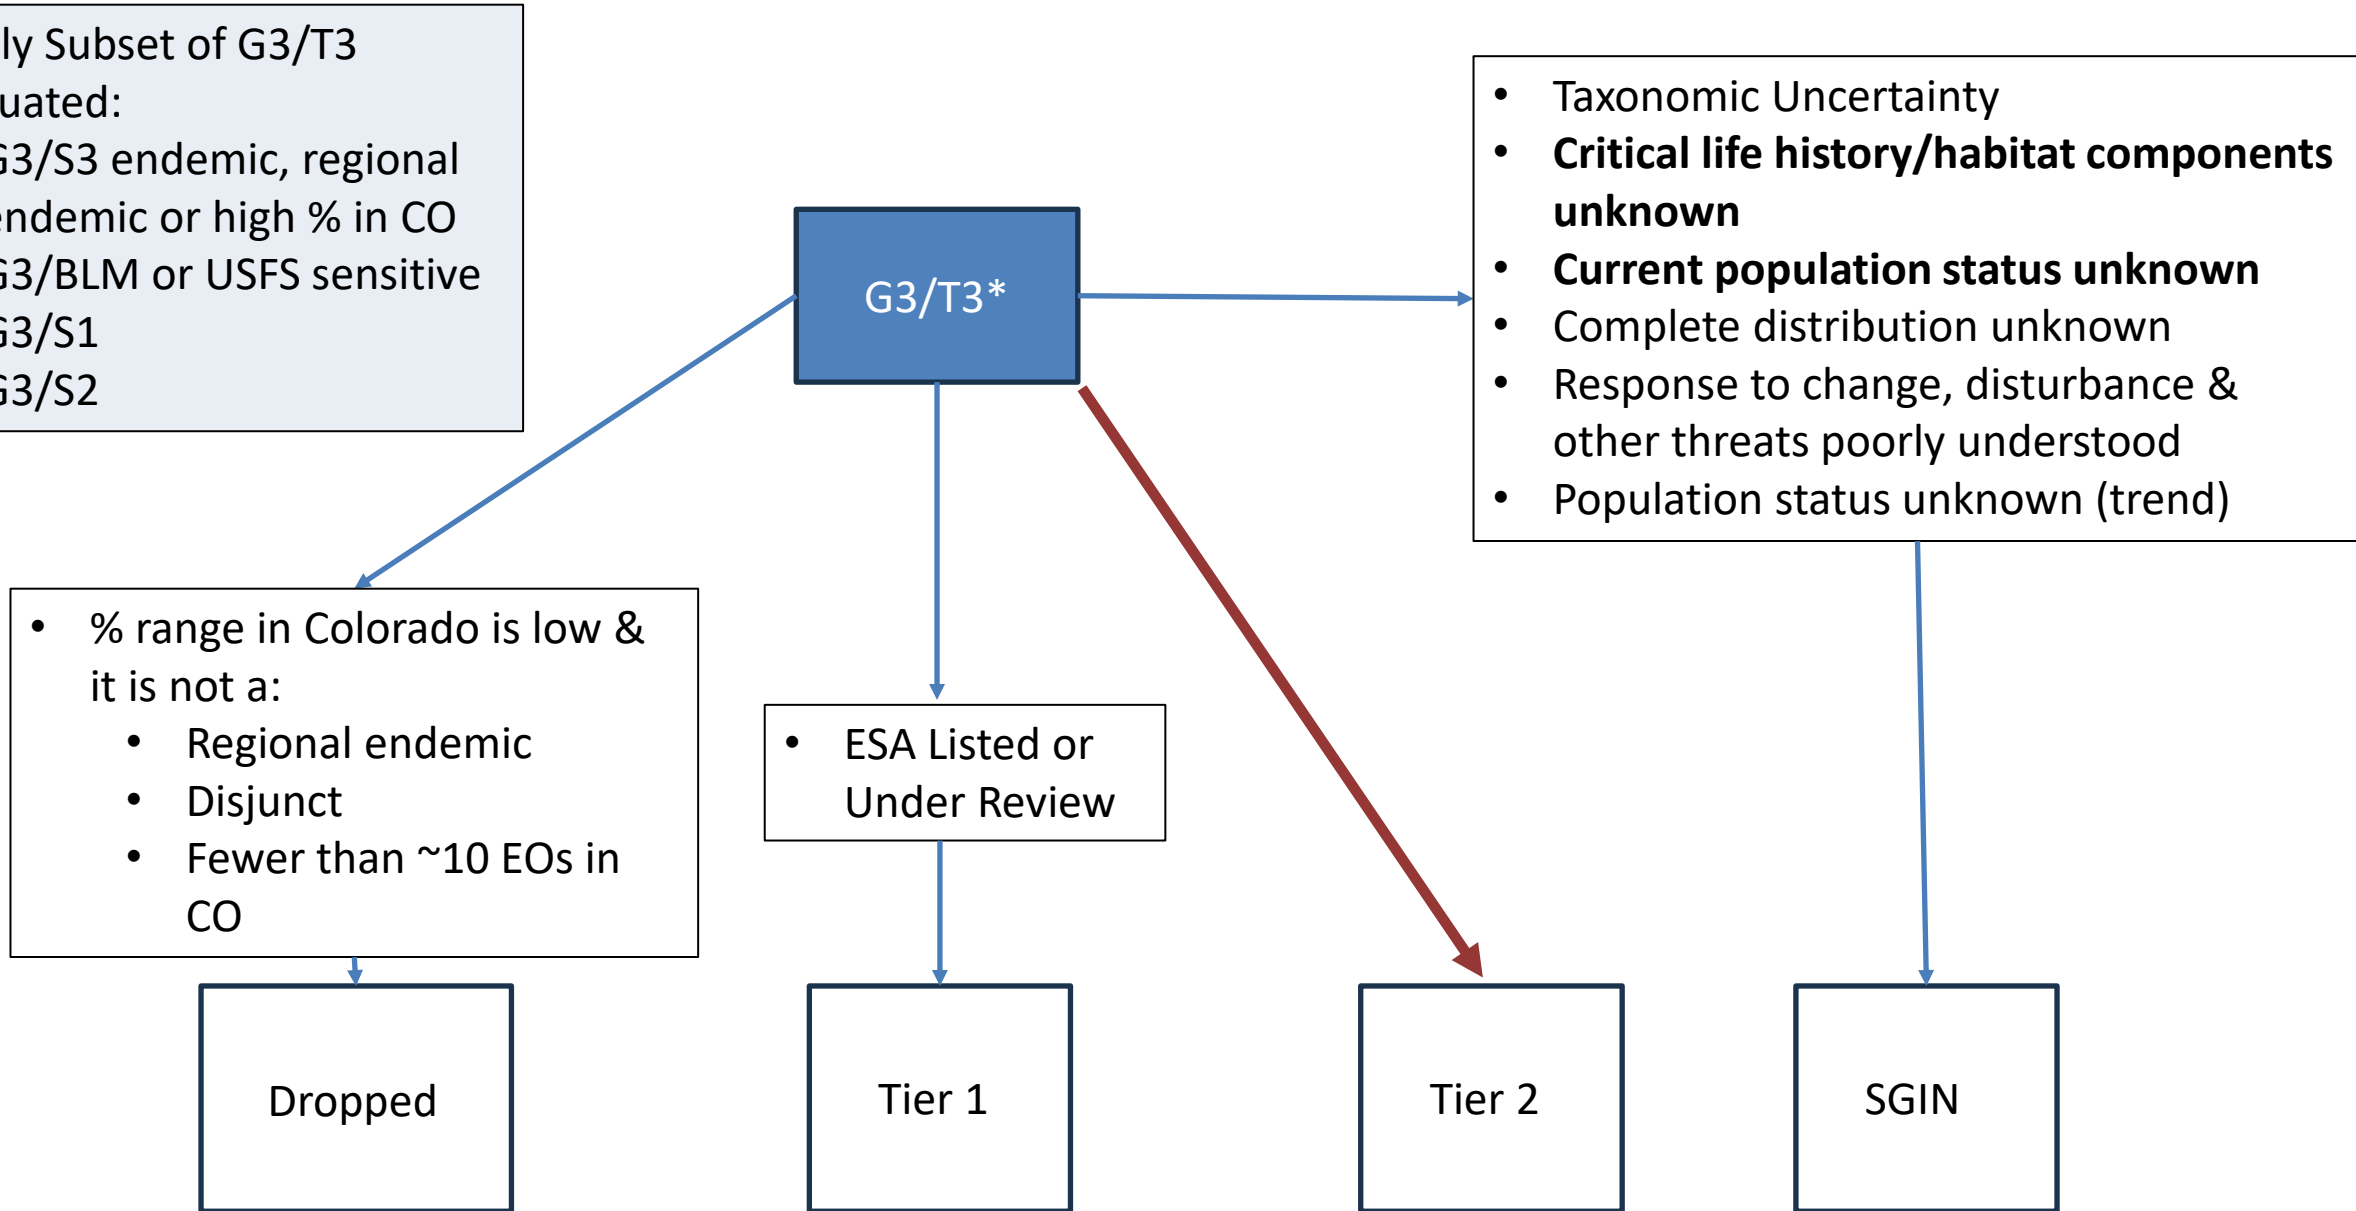 ly Subset of G3/T3
uated:
G3/S3 endemic, regional
endemic or high % in CO
G3/BLM or USFS sensitive
G3/S1
G3/S2
G3/T3*
• Taxonomic Uncertainty
• Critical life history/habitat components
unknown
• Current population status unknown
• Complete distribution unknown
• Response to change, disturbance &
other threats poorly understood
• Population status unknown (trend)
• % range in Colorado is low &
it is not a:
• Regional endemic
• Disjunct
• Fewer than ~10 EOs in
CO
• ESA Listed or
Under Review
Dropped
Tier 1
Tier 2
SGIN